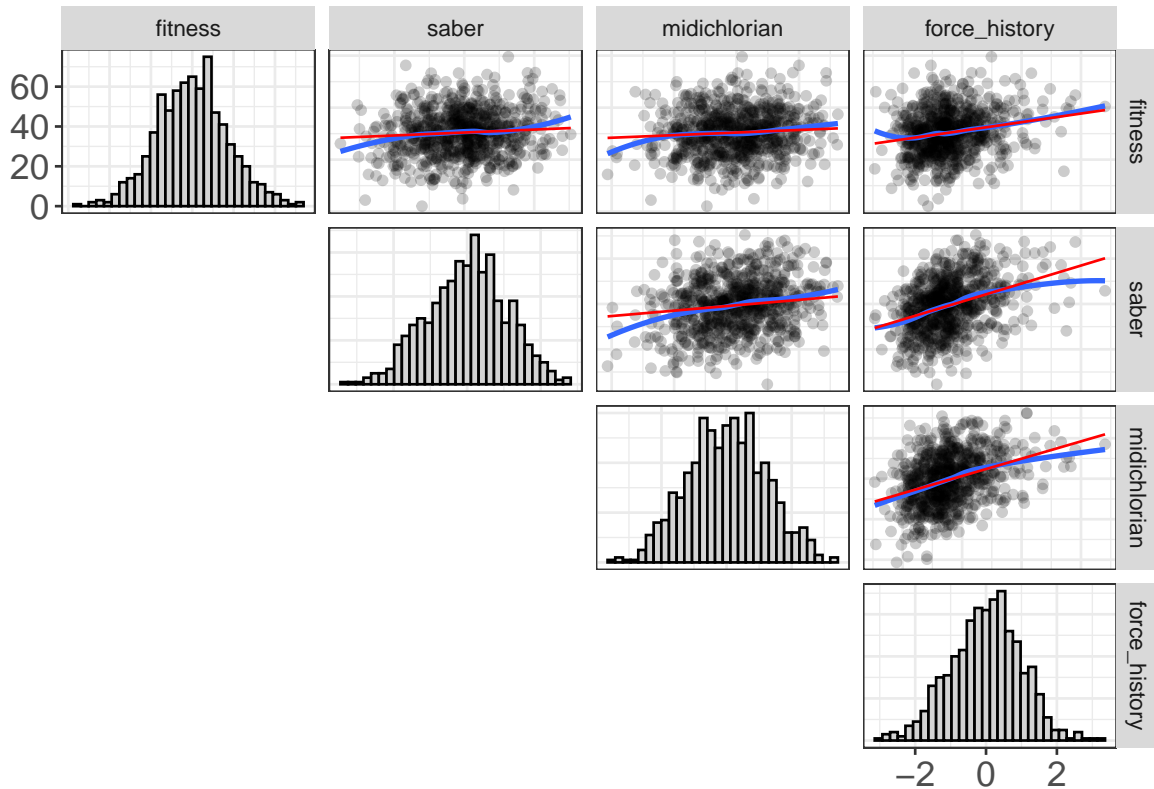 fitness saber midichlorian force_history
60
40
20
0
fitness
saber
midichlorian
force_history
−2 0 2